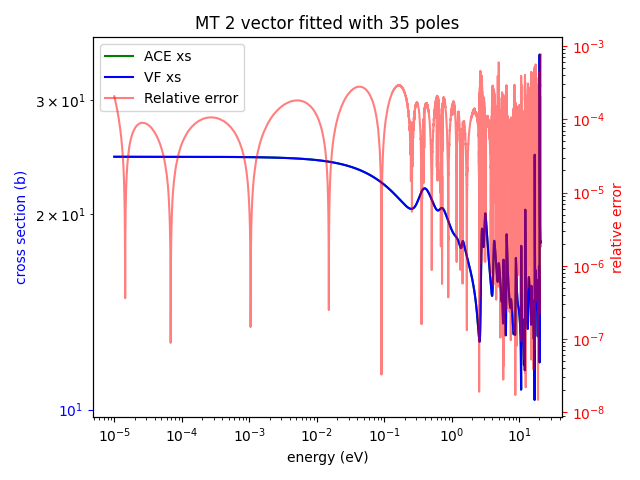 MT 2 vector fitted with 35 poles
ACE xs
VF xs
Relative error
cross section (b)
3 × 10¹
2 × 10¹
10¹
10⁻³
10⁻⁴
10⁻⁵
10⁻⁶
10⁻⁷
10⁻⁸
relative error
10⁻⁵ 10⁻⁴ 10⁻³ 10⁻² 10⁻¹ 10⁰ 10¹
energy (eV)